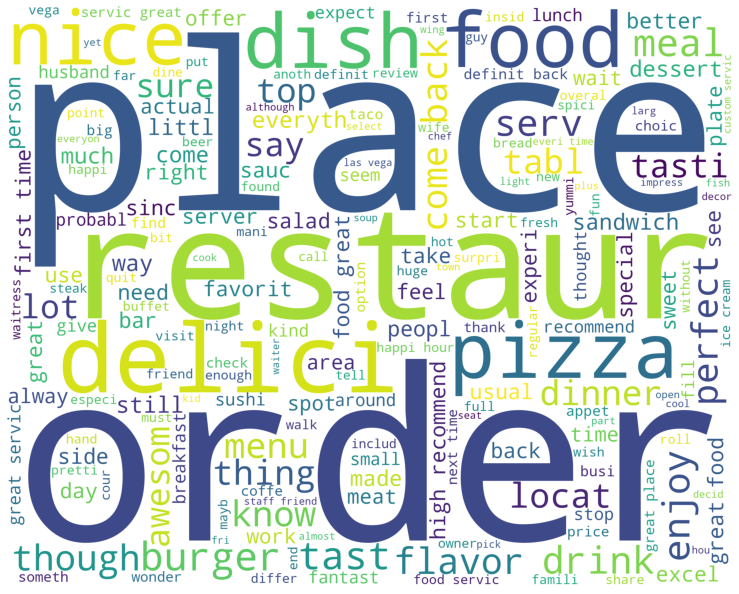 vega
servic great
offer
expect
first
insid
lunch
better
nice
dish
food
meal
yet
put
dine
anoth
definit
review
wing
guy
definit back
wait
dessert
custom servic
husband
far
sure
top
come back
person
actual
littl
everyth
taco
wife
although
select
overal
spici
larg
choic
plate
place
point
everyon
big
beer
say
chef
serv
bread
everi time
much
happi
come
right
sauc
seem
las vega
found
tabl
light
new
impress
fish
tasti
plus
decor
first time
probabl
sinc
find
bit
server
mani
salad
soup
start
fresh
fun
yummi
sandwich
see
restaur
use
way
quit
cook
call
hot
take
huge
town
experi
surpri
thought
special
sweet
without
waitress
steak
lot
need
buffet
favorit
food great
option
feel
give
bar
visit
night
kind
peopl
thank
recommend
regular
perfect
ice cream
great
delici
friend
check
enough
waiter
area
tell
happi hour
pizza
fill
alway
especi
still
must
kid
sushi
spot
around
usual
dinner
full
seat
appet
open
cool
great servic
hand
side
pretti
day
cour
awesom
breakfast
menu
thing
walk
includ
small
made
meat
high recommend
next time
back
time
part
roll
wish
busi
enjoy
order
coffe
staff friend
know
locat
stop
price
great place
decid
great food
though
burger
mayb
fri
work
end
almost
tast
flavor
owner
pick
drink
hou
excel
someth
wonder
differ
fantast
food servic
famili
share